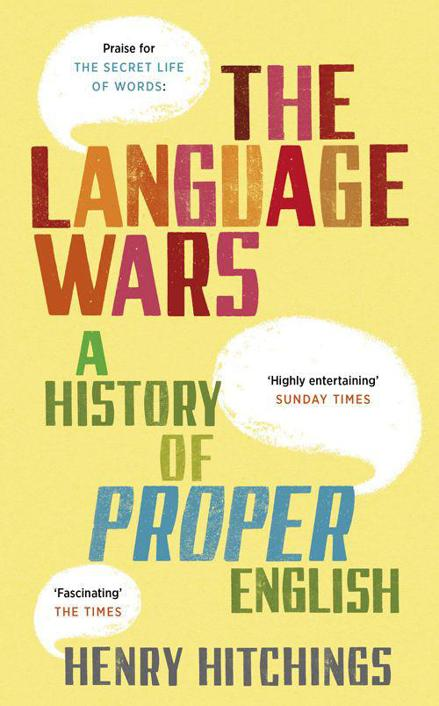 Praise for
THE SECRET LIFE
OF WORDS:
THE
LANGUAGE
WARS
A
HISTORY
OF
PROPER
ENGLISH
‘Highly entertaining’
SUNDAY TIMES
‘Fascinating’
THE TIMES
HENRY HITCHINGS